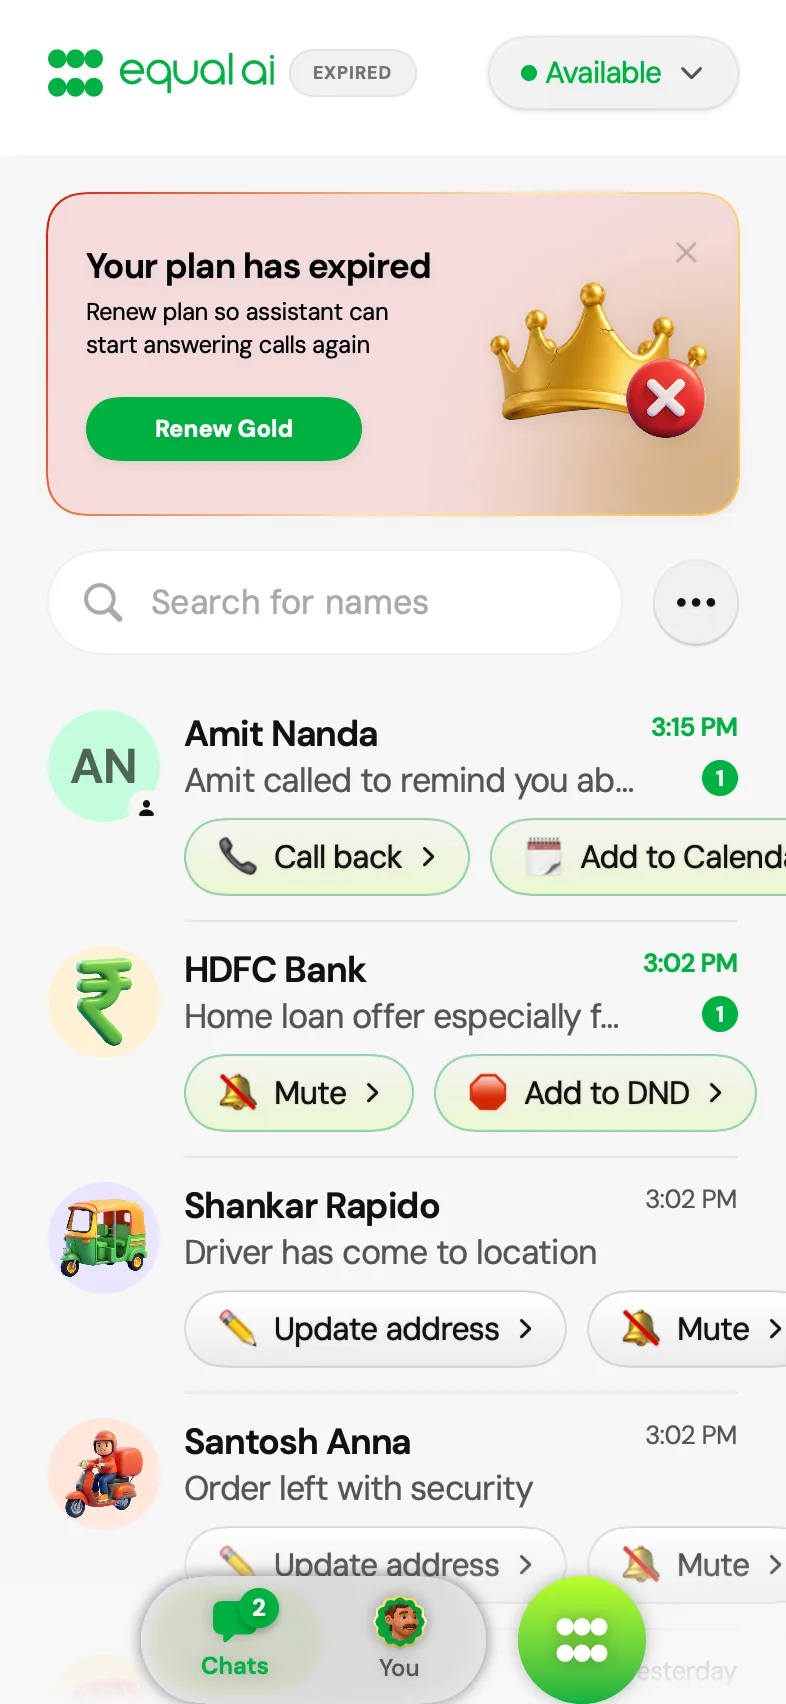 equal ai
EXPIRED
Available
Your plan has expired
Renew plan so assistant can
start answering calls again
Renew Gold
Search for names
AN
Amit Nanda
3:15 PM
Amit called to remind you ab...
1
Call back
Add to Calenda
HDFC Bank
3:02 PM
Home loan offer especially f...
1
Mute
Add to DND
Shankar Rapido
3:02 PM
Driver has come to location
Update address
Mute
Santosh Anna
3:02 PM
Order left with security
Update address
Mute
2
Chats
You
esterday